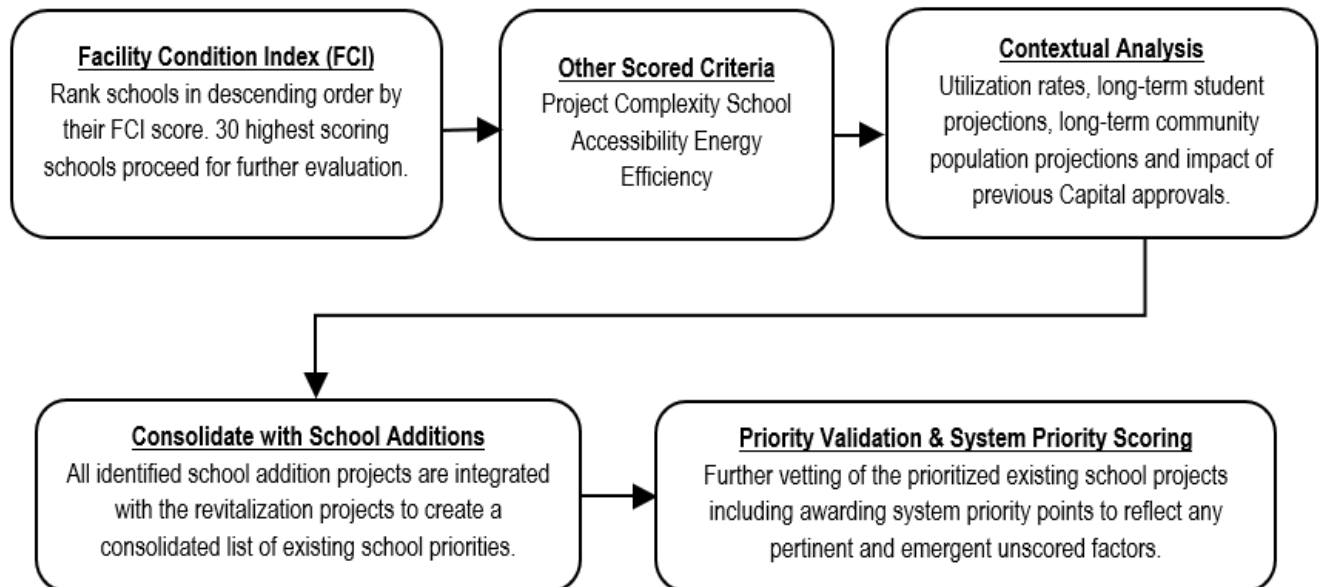 Facility Condition Index (FCI)
Rank schools in descending order by
their FCI score. 30 highest scoring
schools proceed for further evaluation.
Other Scored Criteria
Project Complexity School
Accessibility Energy
Efficiency
Contextual Analysis
Utilization rates, long-term student
projections, long-term community
population projections and impact of
previous Capital approvals.
Consolidate with School Additions
All identified school addition projects are integrated
with the revitalization projects to create a
consolidated list of existing school priorities.
Priority Validation & System Priority Scoring
Further vetting of the prioritized existing school projects
including awarding system priority points to reflect any
pertinent and emergent unscored factors.